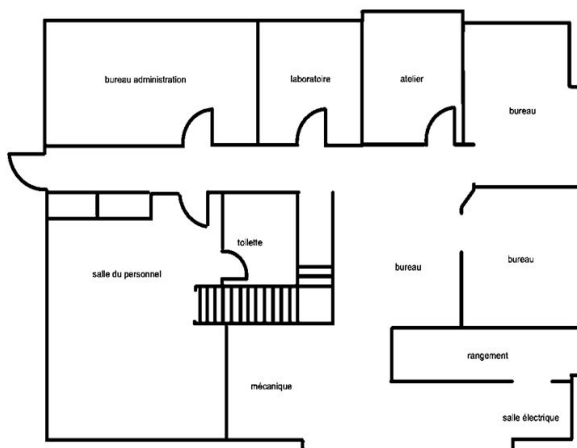 bureau administration
laboratoire
atelier
bureau
toilette
salle du personnel
bureau
bureau
rangement
mécanique
salle électrique